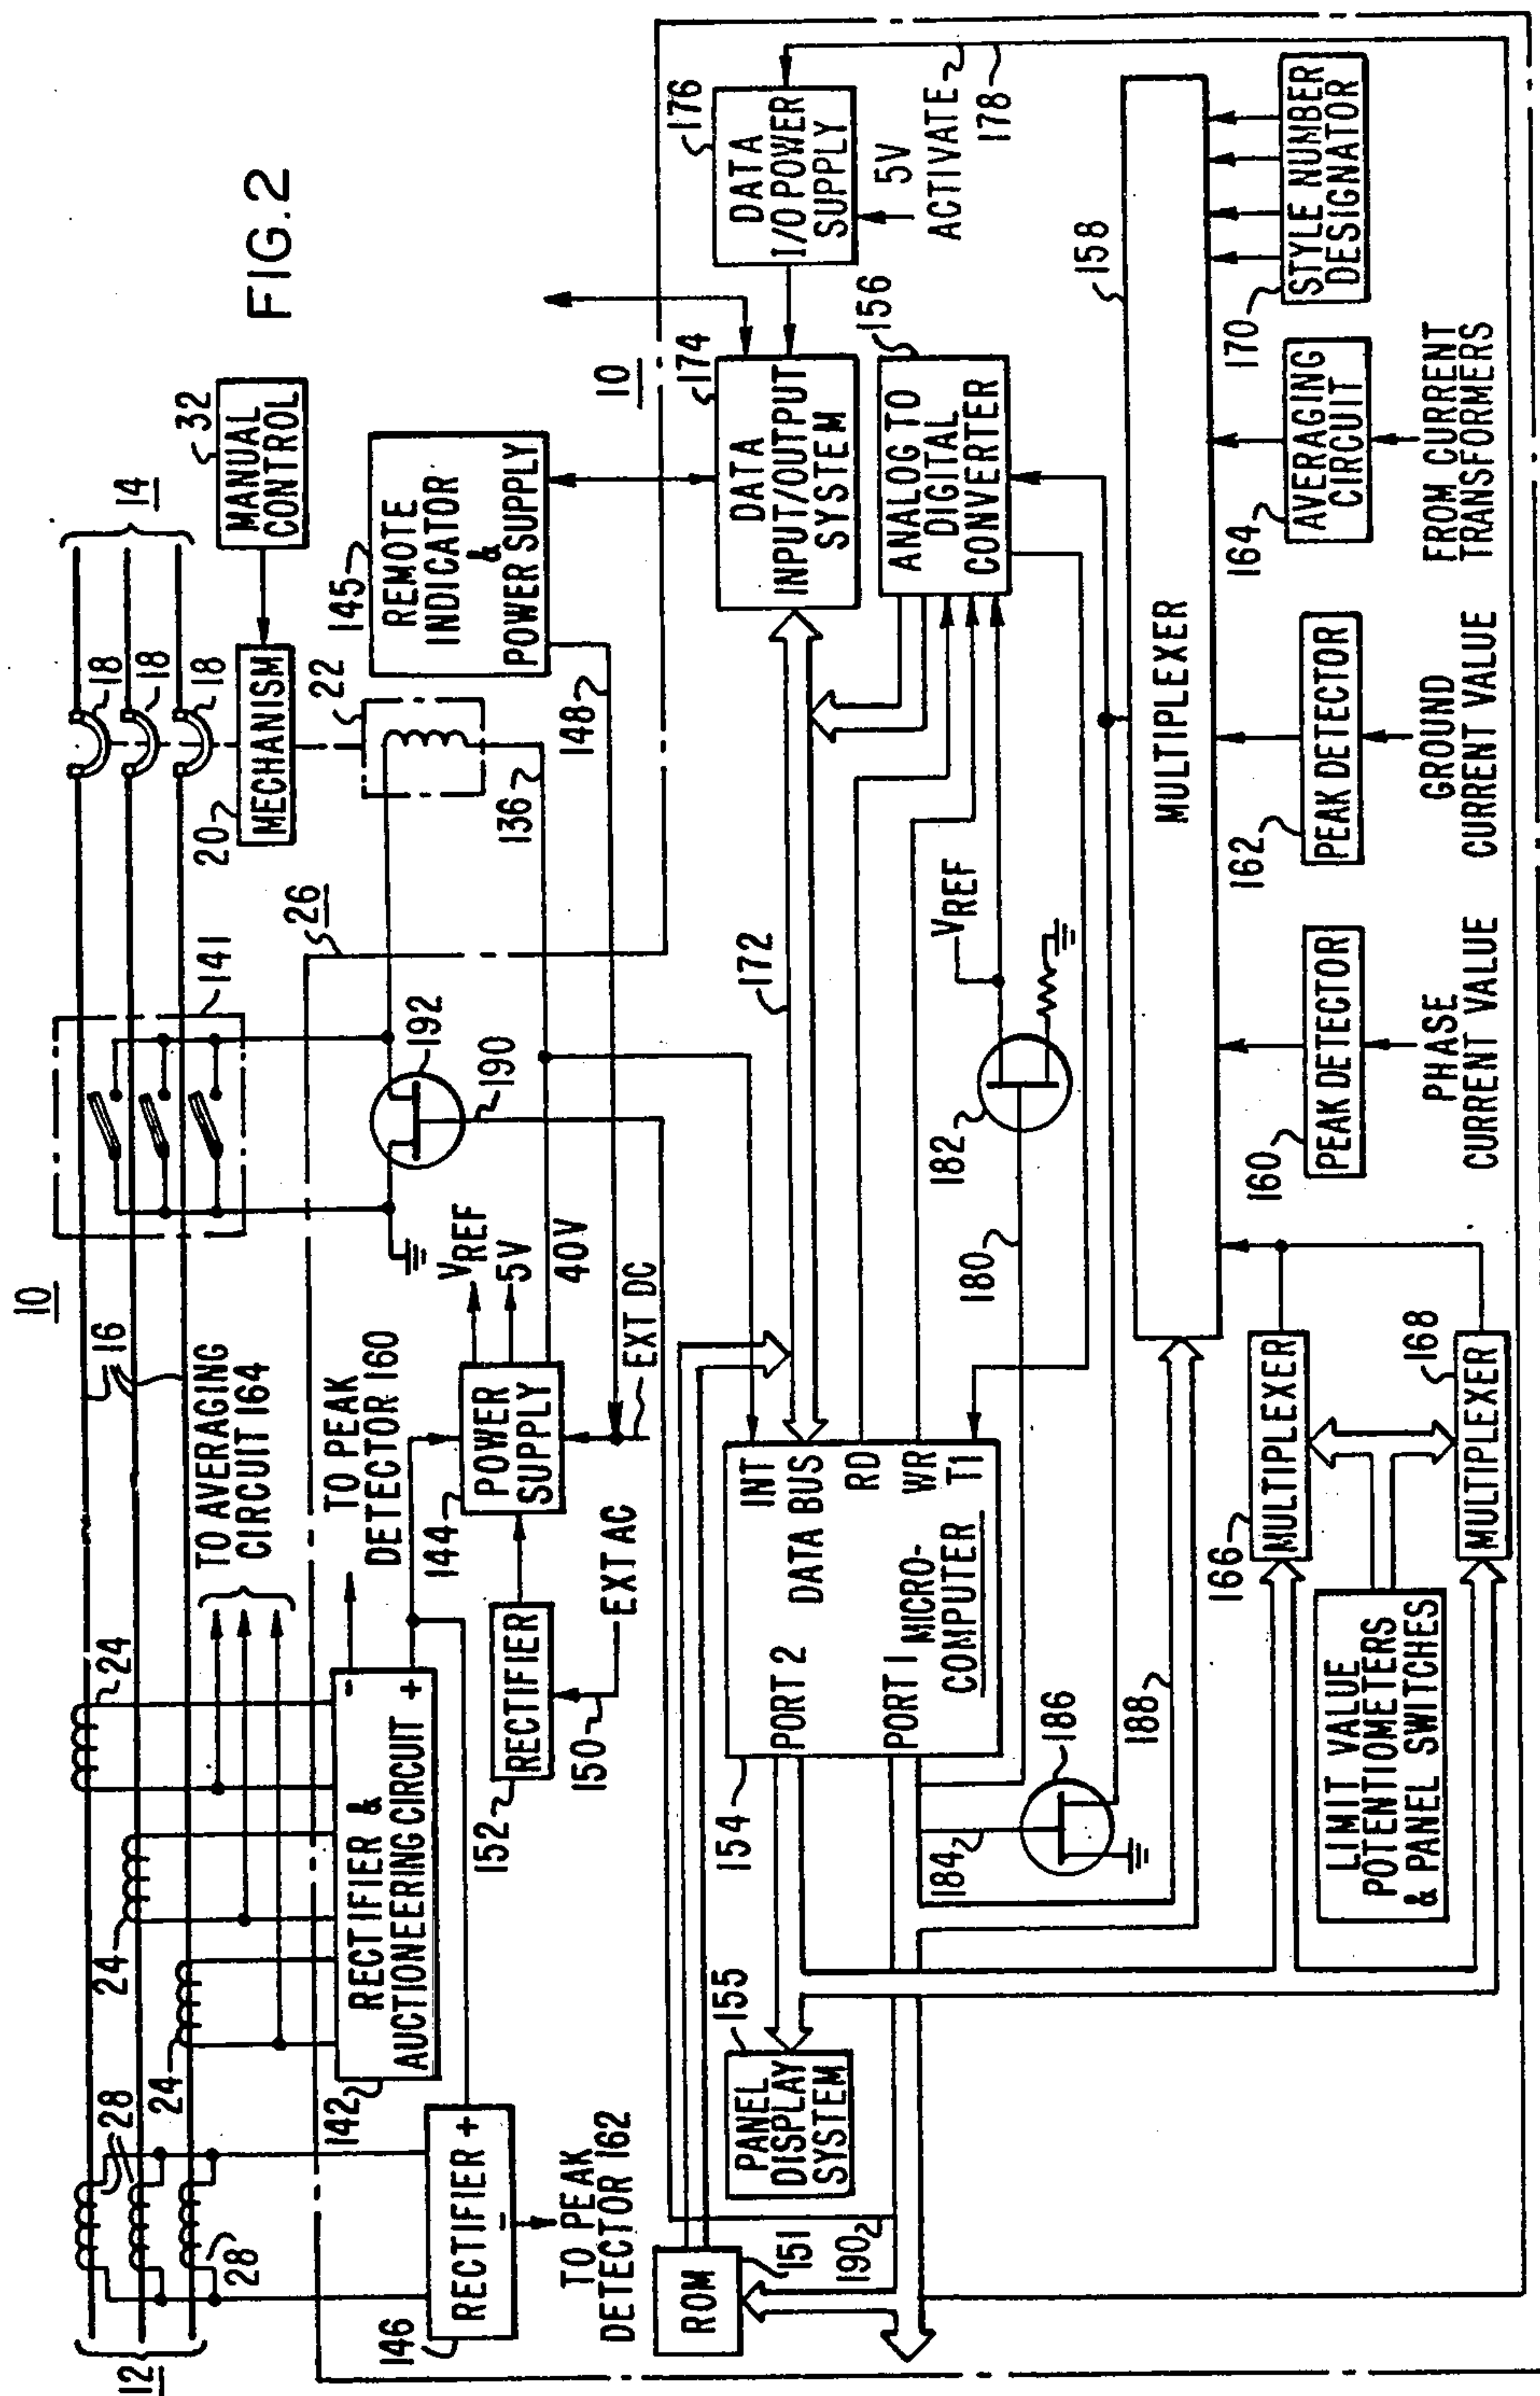 FIG. 2
10
12
14
16
18
18
18
20
MECHANISM
32
MANUAL
CONTROL
22
24
24
24
28
28
141
26
136
TO AVERAGING
CIRCUIT 164
RECTIFIER &
AUCTIONEERING CIRCUIT
-
+
142
TO PEAK
DETECTOR 160
RECTIFIER
+
-
146
TO PEAK
DETECTOR 162
POWER
SUPPLY
144
VREF
5V
40V
EXT DC
EXT AC
RECTIFIER
152
150
192
190
145
REMOTE
INDICATOR
&
POWER SUPPLY
148
10
ROM
151
190
PANEL
DISPLAY
SYSTEM
155
154
INT
DATA BUS
RD
WR
T1
PORT 2
PORT 1
MICRO-
COMPUTER
172
174
DATA
INPUT/OUTPUT
SYSTEM
176
DATA
I/O POWER
SUPPLY
5V
ACTIVATE
178
156
ANALOG TO
DIGITAL
CONVERTER
VREF
182
180
184
186
188
158
MULTIPLEXER
166
MULTIPLEXER
168
MULTIPLEXER
LIMIT VALUE
POTENTIOMETERS
& PANEL SWITCHES
160
PEAK DETECTOR
PHASE
CURRENT VALUE
162
PEAK DETECTOR
GROUND
CURRENT VALUE
164
AVERAGING
CIRCUIT
FROM CURRENT
TRANSFORMERS
170
STYLE NUMBER
DESIGNATOR